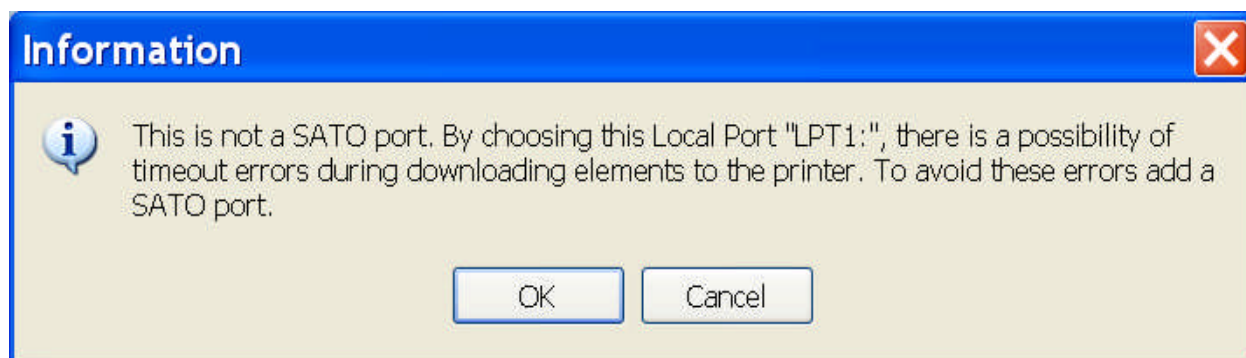 Information
This is not a SATO port. By choosing this Local Port "LPT1:", there is a possibility of
timeout errors during downloading elements to the printer. To avoid these errors add a
SATO port.
OK
Cancel